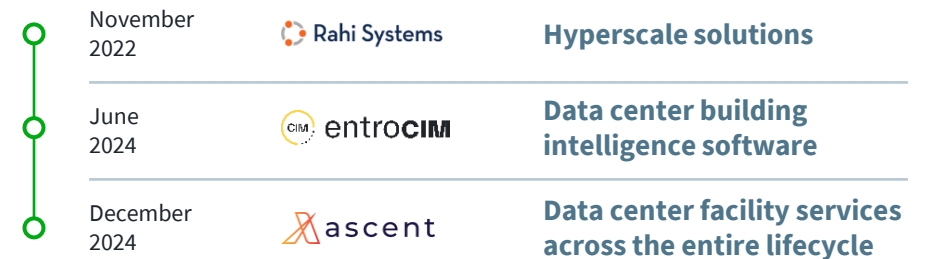 November
2022
Rahi Systems
Hyperscale solutions
June
2024
CIM
entrocim
Data center building
intelligence software
December
2024
ascent
Data center facility services
across the entire lifecycle